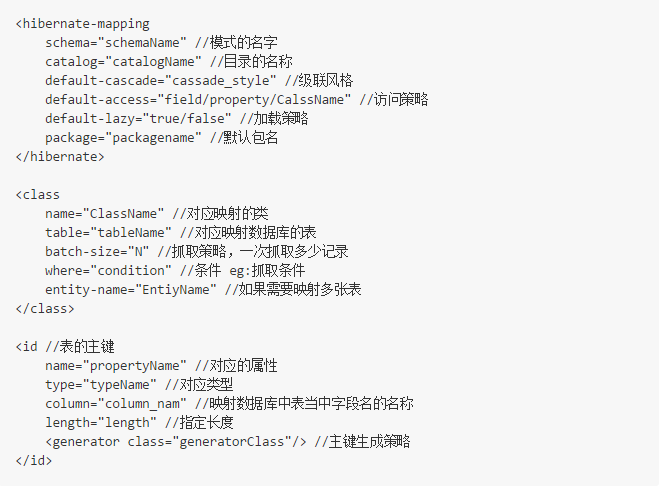 <hibernate-mapping
    schema="schemaName" //模式的名字
    catalog="catalogName" //目录的名称
    default-cascade="cassade_style" //级联风格
    default-access="field/property/CalssName" //访问策略
    default-lazy="true/false" //加载策略
    package="packagename" //默认包名
</hibernate>
<class
    name="ClassName" //对应映射的类
    table="tableName" //对应映射数据库的表
    batch-size="N" //抓取策略，一次抓取多少记录
    where="condition" //条件 eg:抓取条件
    entity-name="EntiyName" //如果需要映射多张表
</class>
<id //表的主键
    name="propertyName" //对应的属性
    type="typeName" //对应类型
    column="column_nam" //映射数据库中表当中字段名的名称
    length="length" //指定长度
    <generator class="generatorClass"/> //主键生成策略
</id>